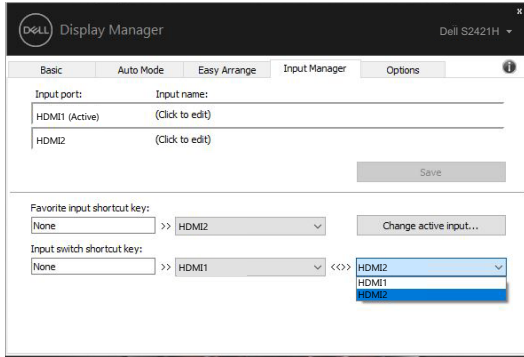 DELL Display Manager
x
Dell S2421H
Basic Auto Mode Easy Arrange Input Manager Options i
Input port: Input name:
HDMI1 (Active) (Click to edit)
HDMI2 (Click to edit)
Save
Favorite input shortcut key:
None >> HDMI2 Change active input...
Input switch shortcut key:
None >> HDMI1 <<>> HDMI2
HDMI1
HDMI2